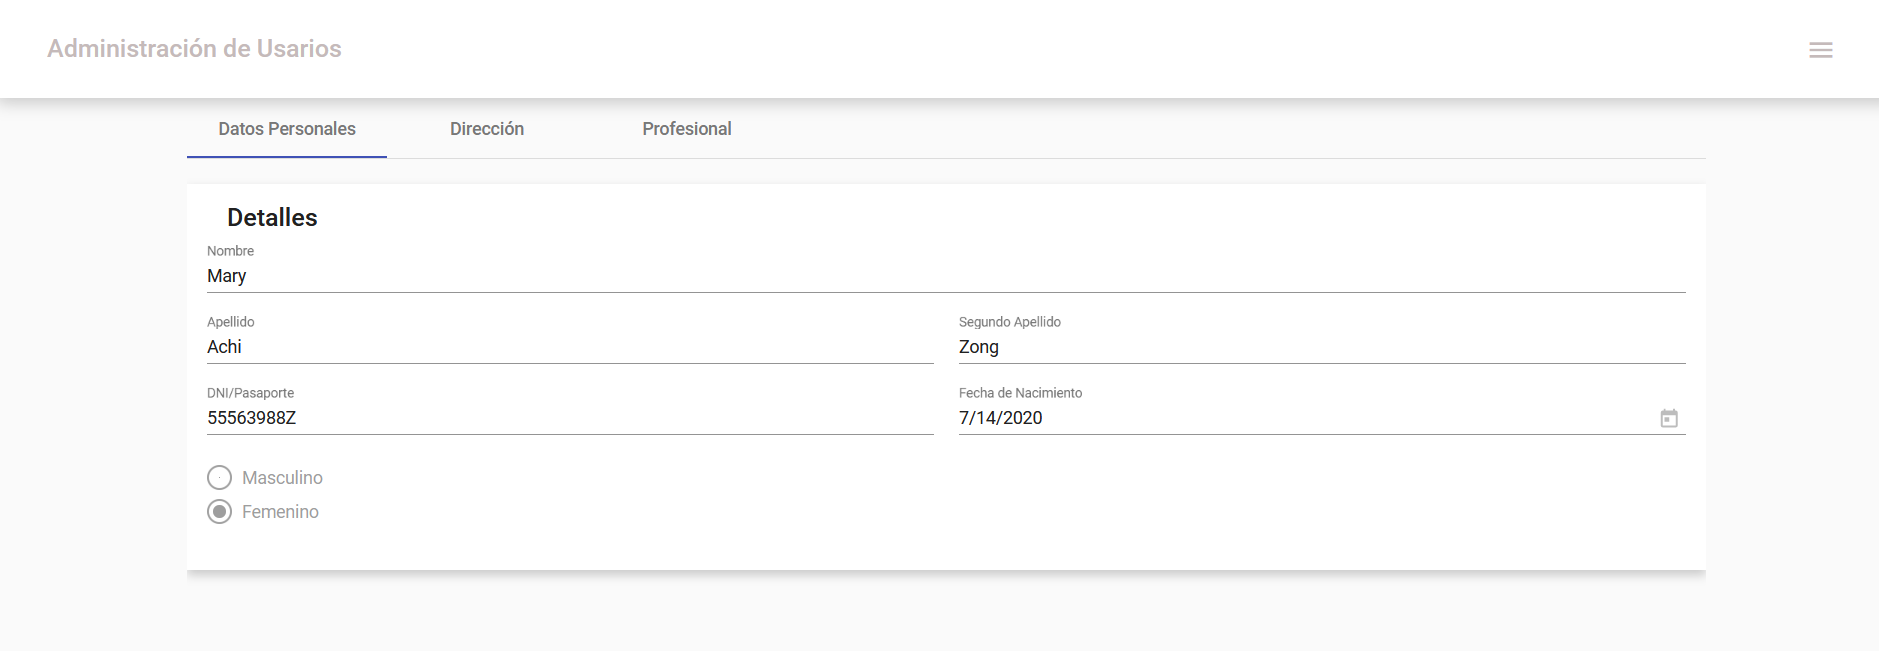 Administración de Usarios
Datos Personales Dirección Profesional
Detalles
Nombre
Mary
Apellido Segundo Apellido
Achi Zong
DNI/Pasaporte Fecha de Nacimiento
55563988Z 7/14/2020
Masculino
Femenino